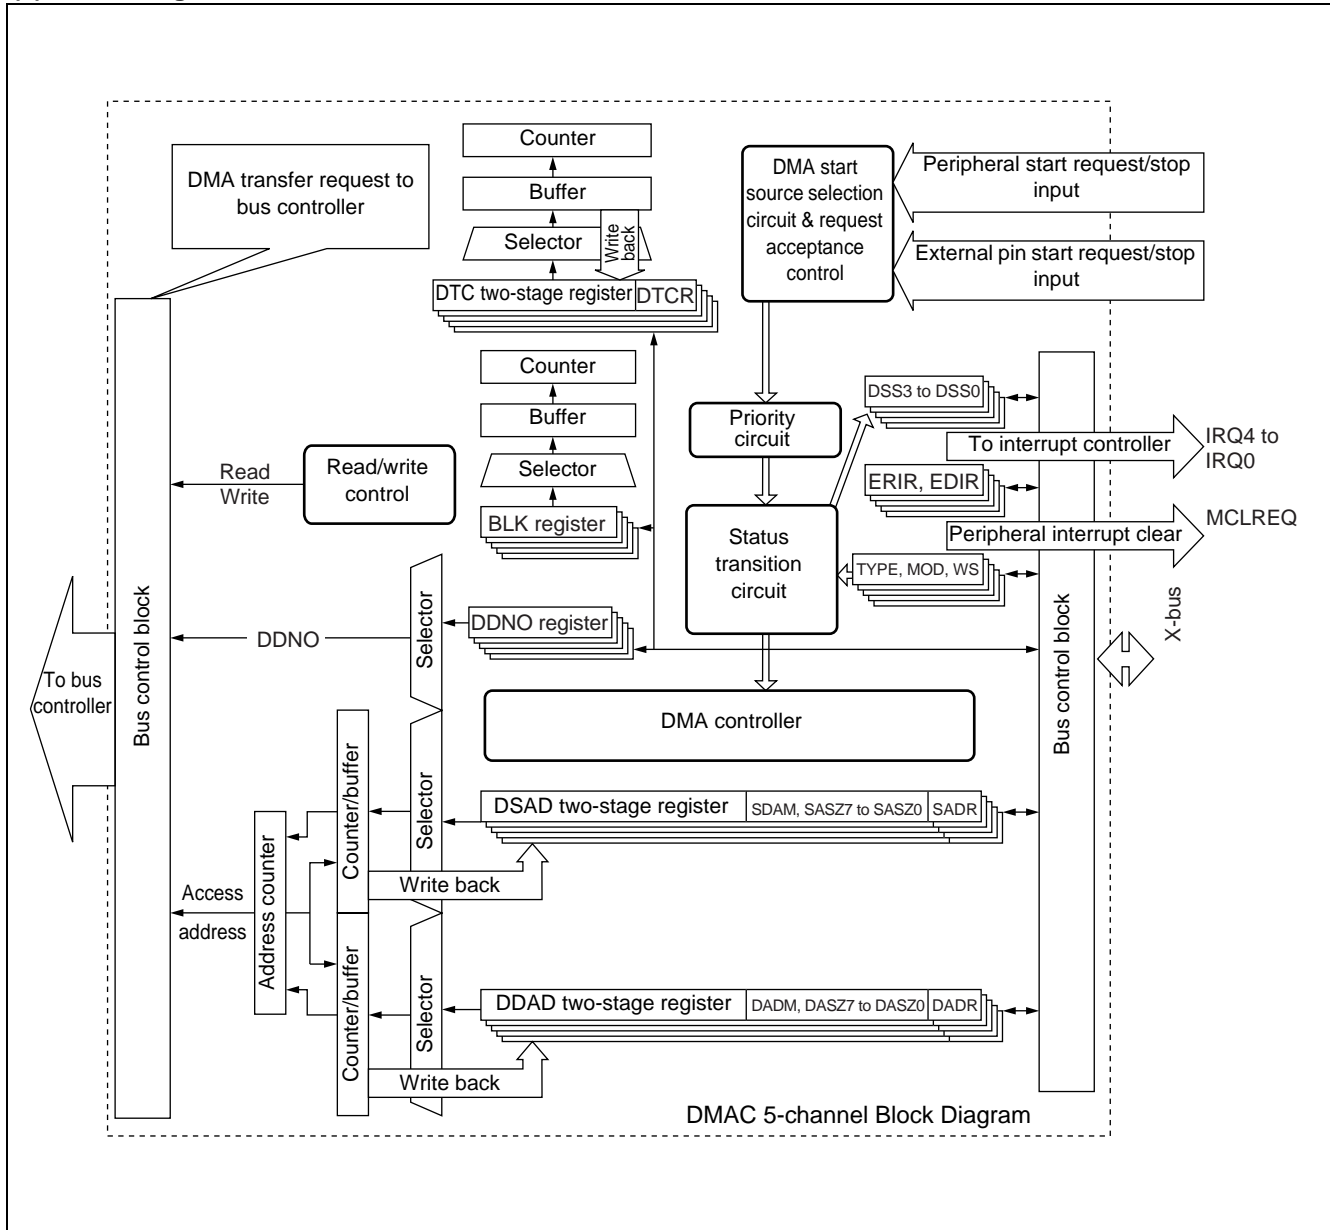 Counter
Buffer
Selector
Write
back
DTC two-stage register
DTCR
DMA transfer request to
bus controller
DMA start
source selection
circuit & request
acceptance
control
Peripheral start request/stop
input
External pin start request/stop
input
Counter
Buffer
Selector
BLK register
Priority
circuit
DSS3 to DSS0
To interrupt controller
IRQ4 to
IRQ0
ERIR, EDIR
Peripheral interrupt clear
MCLREQ
Read
Write
Read/write
control
Status
transition
circuit
TYPE, MOD, WS
X-bus
DDNO
Selector
DDNO register
To bus
controller
Bus control block
Bus control block
DMA controller
Counter/buffer
Selector
DSAD two-stage register
SDAM, SASZ7 to SASZ0
SADR
Write back
Access
address
Address counter
Counter/buffer
Selector
DDAD two-stage register
DADM, DASZ7 to DASZ0
DADR
Write back
DMAC 5-channel Block Diagram